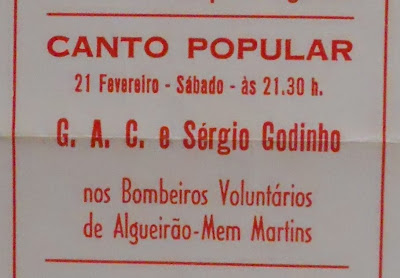 CANTO POPULAR
21 Fevereiro - Sábado - às 21.30 h.
G. A. C. e Sérgio Godinho
nos Bombeiros Voluntários
de Algueirão-Mem Martins